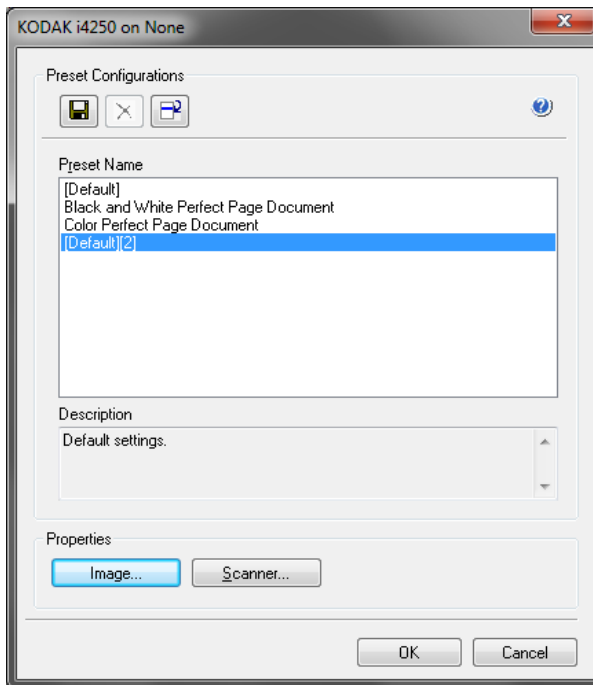 KODAK i4250 on None
Preset Configurations
Preset Name
[Default]
Black and White Perfect Page Document
Color Perfect Page Document
[Default][2]
Description
Default settings.
Properties
Image... Scanner...
OK Cancel